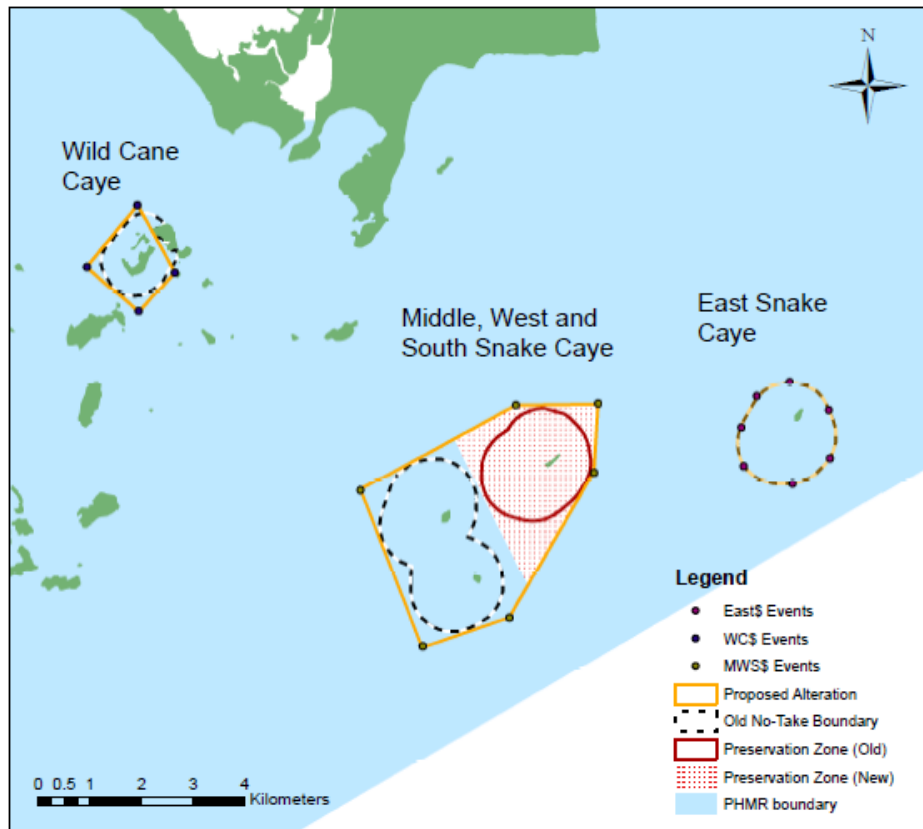 N
Wild Cane
Caye
Middle, West and
South Snake Caye
East Snake
Caye
Legend
East$ Events
WC$ Events
MWS$ Events
Proposed Alteration
Old No-Take Boundary
Preservation Zone (Old)
Preservation Zone (New)
PHMR boundary
0 0.5 1 2 3 4
Kilometers